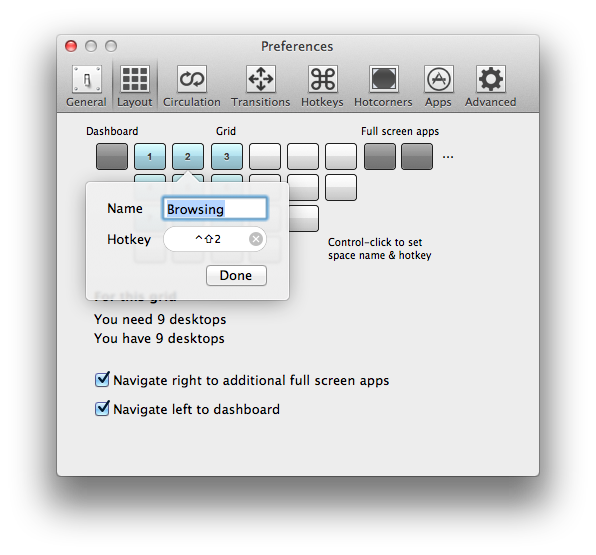 Preferences
General Layout Circulation Transitions Hotkeys Hotcorners Apps Advanced
Dashboard Grid Full screen apps
1 2 3 ...
Name Browsing
Hotkey ^⇧2
Control-click to set
space name & hotkey
Done
For this grid
You need 9 desktops
You have 9 desktops
Navigate right to additional full screen apps
Navigate left to dashboard